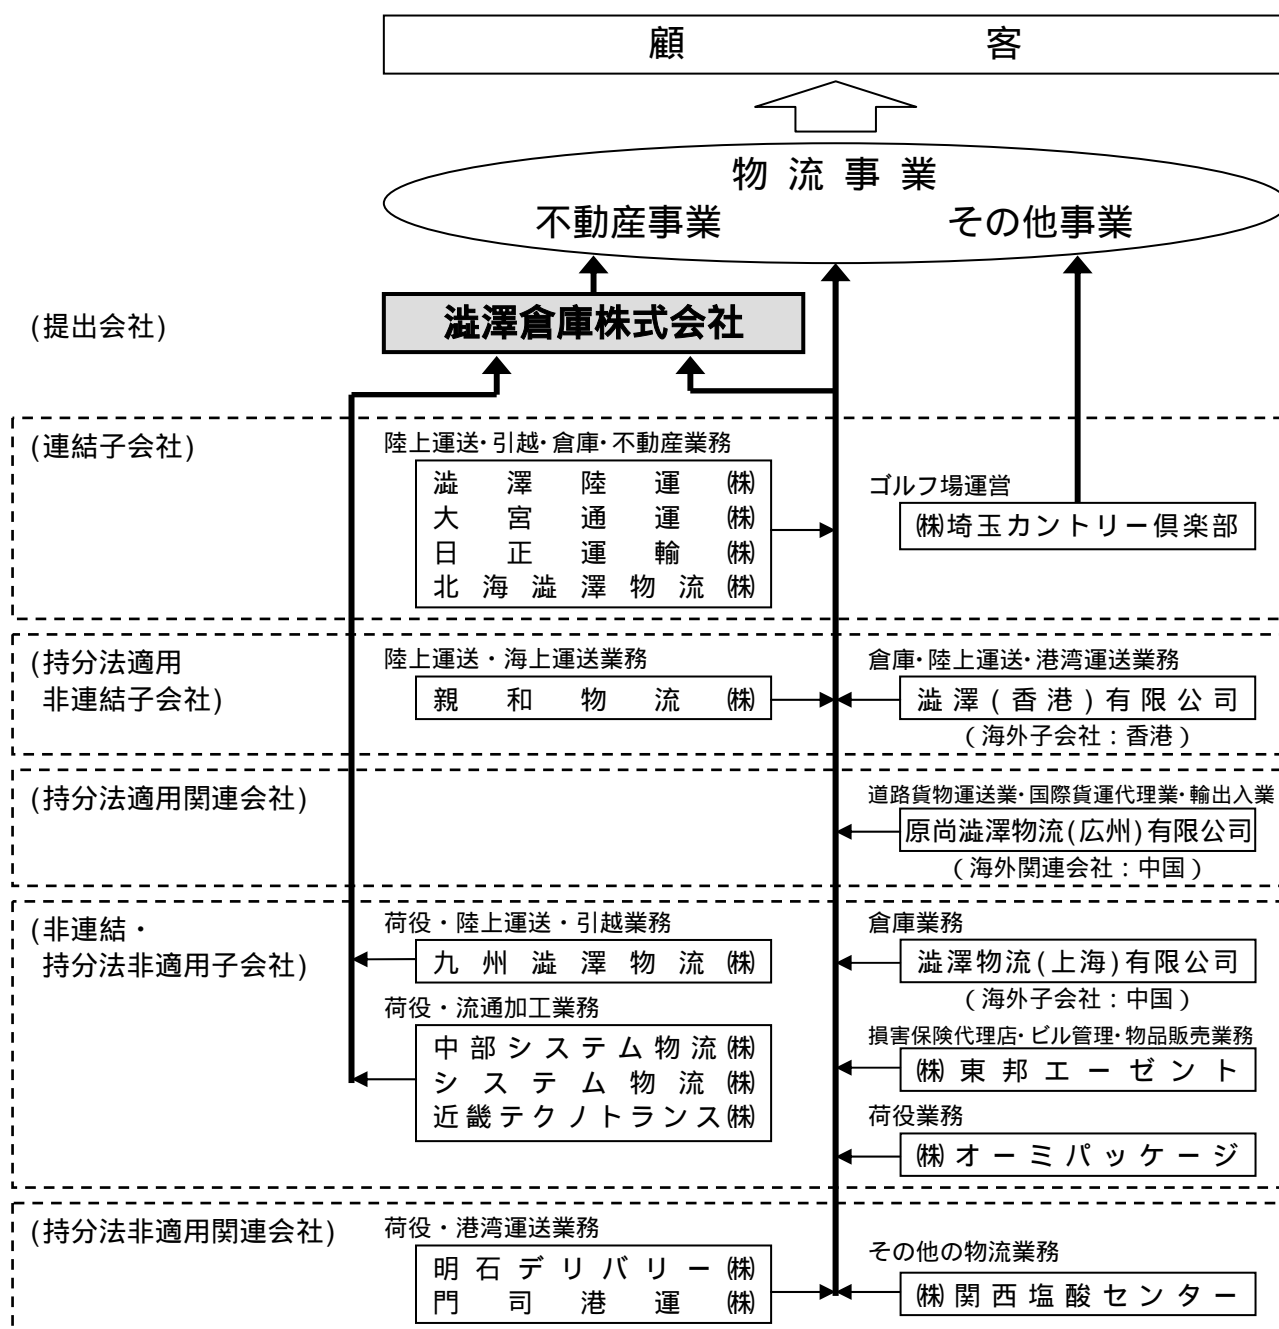 顧客
物流事業
不動産事業 その他事業
(提出会社)
澁澤倉庫株式会社
(連結子会社)
陸上運送・引越・倉庫・不動産業務
澁澤陸運㈱
大宮通運㈱
日正運輸㈱
北海澁澤物流㈱
ゴルフ場運営
㈱埼玉カントリー倶楽部
(持分法適用
非連結子会社)
陸上運送・海上運送業務
親和物流㈱
倉庫・陸上運送・港湾運送業務
澁澤(香港)有限公司
(海外子会社:香港)
(持分法適用関連会社)
道路貨物運送業・国際貨運代理業・輸出入業
原尚澁澤物流(広州)有限公司
(海外関連会社:中国)
(非連結・
持分法非適用子会社)
荷役・陸上運送・引越業務
九州澁澤物流㈱
荷役・流通加工業務
中部システム物流㈱
システム物流㈱
近畿テクノトランス㈱
倉庫業務
澁澤物流(上海)有限公司
(海外子会社:中国)
損害保険代理店・ビル管理・物品販売業務
㈱東邦エーゼント
荷役業務
㈱オーミパッケージ
(持分法非適用関連会社)
荷役・港湾運送業務
明石デリバリー㈱
門司港運㈱
その他の物流業務
㈱関西塩酸センター